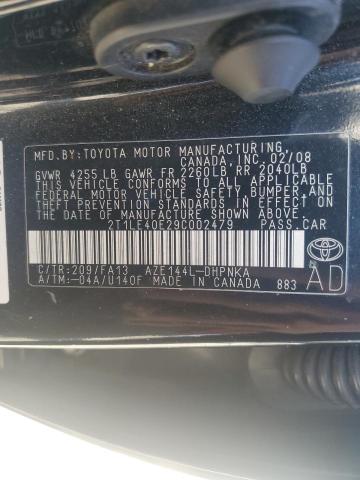 MFD.BY:TOYOTA MOTOR MANUFACTURING,
CANADA, INC. 02/08
GVWR 4255 LB GAWR FR 2260LB RR 2040LB
THIS VEHICLE CONFORMS TO ALL APPLICABLE
FEDERAL MOTOR VEHICLE SAFETY, BUMPER, AND
THEFT PREVENTION STANDARDS IN EFFECT ON
THE DATE OF MANUFACTURE SHOWN ABOVE.
2T1LE40E29C002479 PASS.CAR
C/TR:209/FA13 AZE144L-DHPNKA
A/TM:-04A/U140F MADE IN CANADA 883
AD